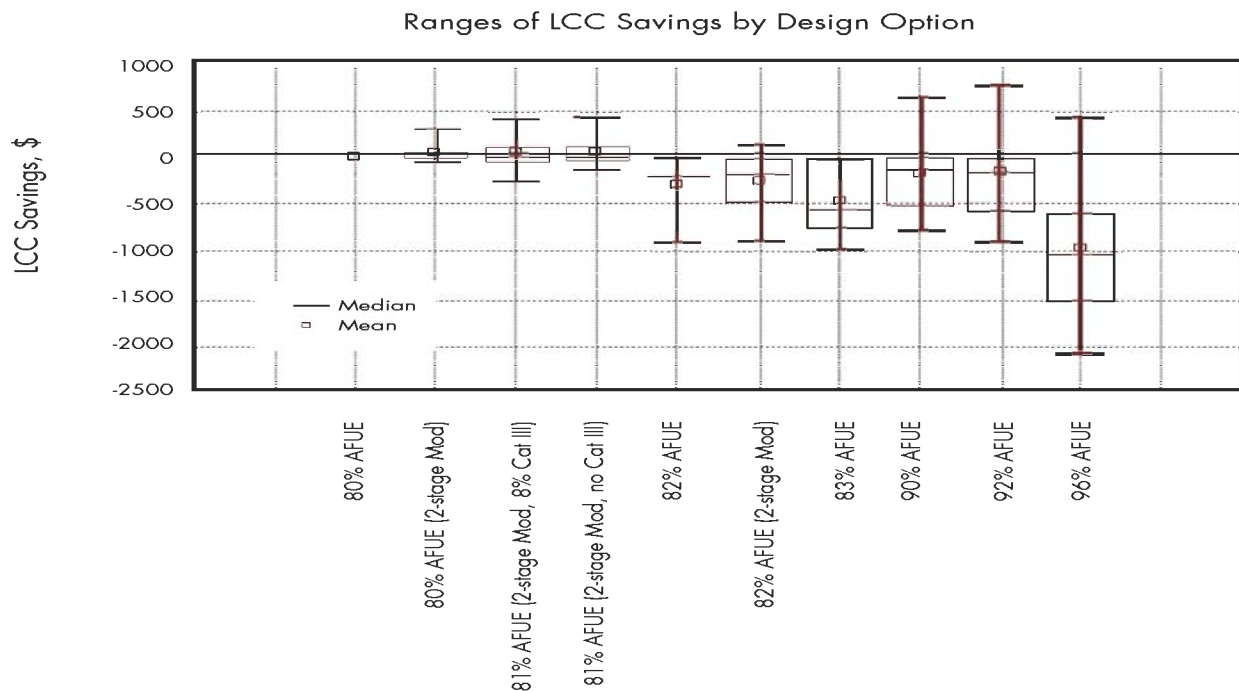 Ranges of LCC Savings by Design Option
LCC Savings, $
1000
500
0
-500
-1000
-1500
-2000
-2500
Median
Mean
80% AFUE
80% AFUE (2-stage Mod)
81% AFUE (2-stage Mod, 8% Cat III)
81% AFUE (2-stage Mod, no Cat III)
82% AFUE
82% AFUE (2-stage Mod)
83% AFUE
90% AFUE
92% AFUE
96% AFUE